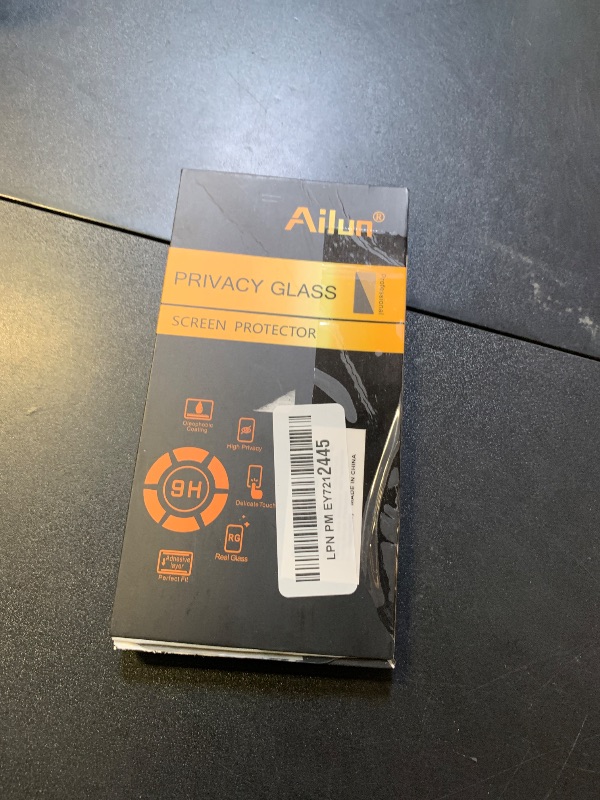 Ailun®
PRIVACY GLASS
SCREEN PROTECTOR
Oleophobic
Coating
High Privacy
9H
Delicate Touch
RG
Real Glass
Adhesive
layer
Perfect Fit
LPN PM EY7212445
MADE IN CHINA